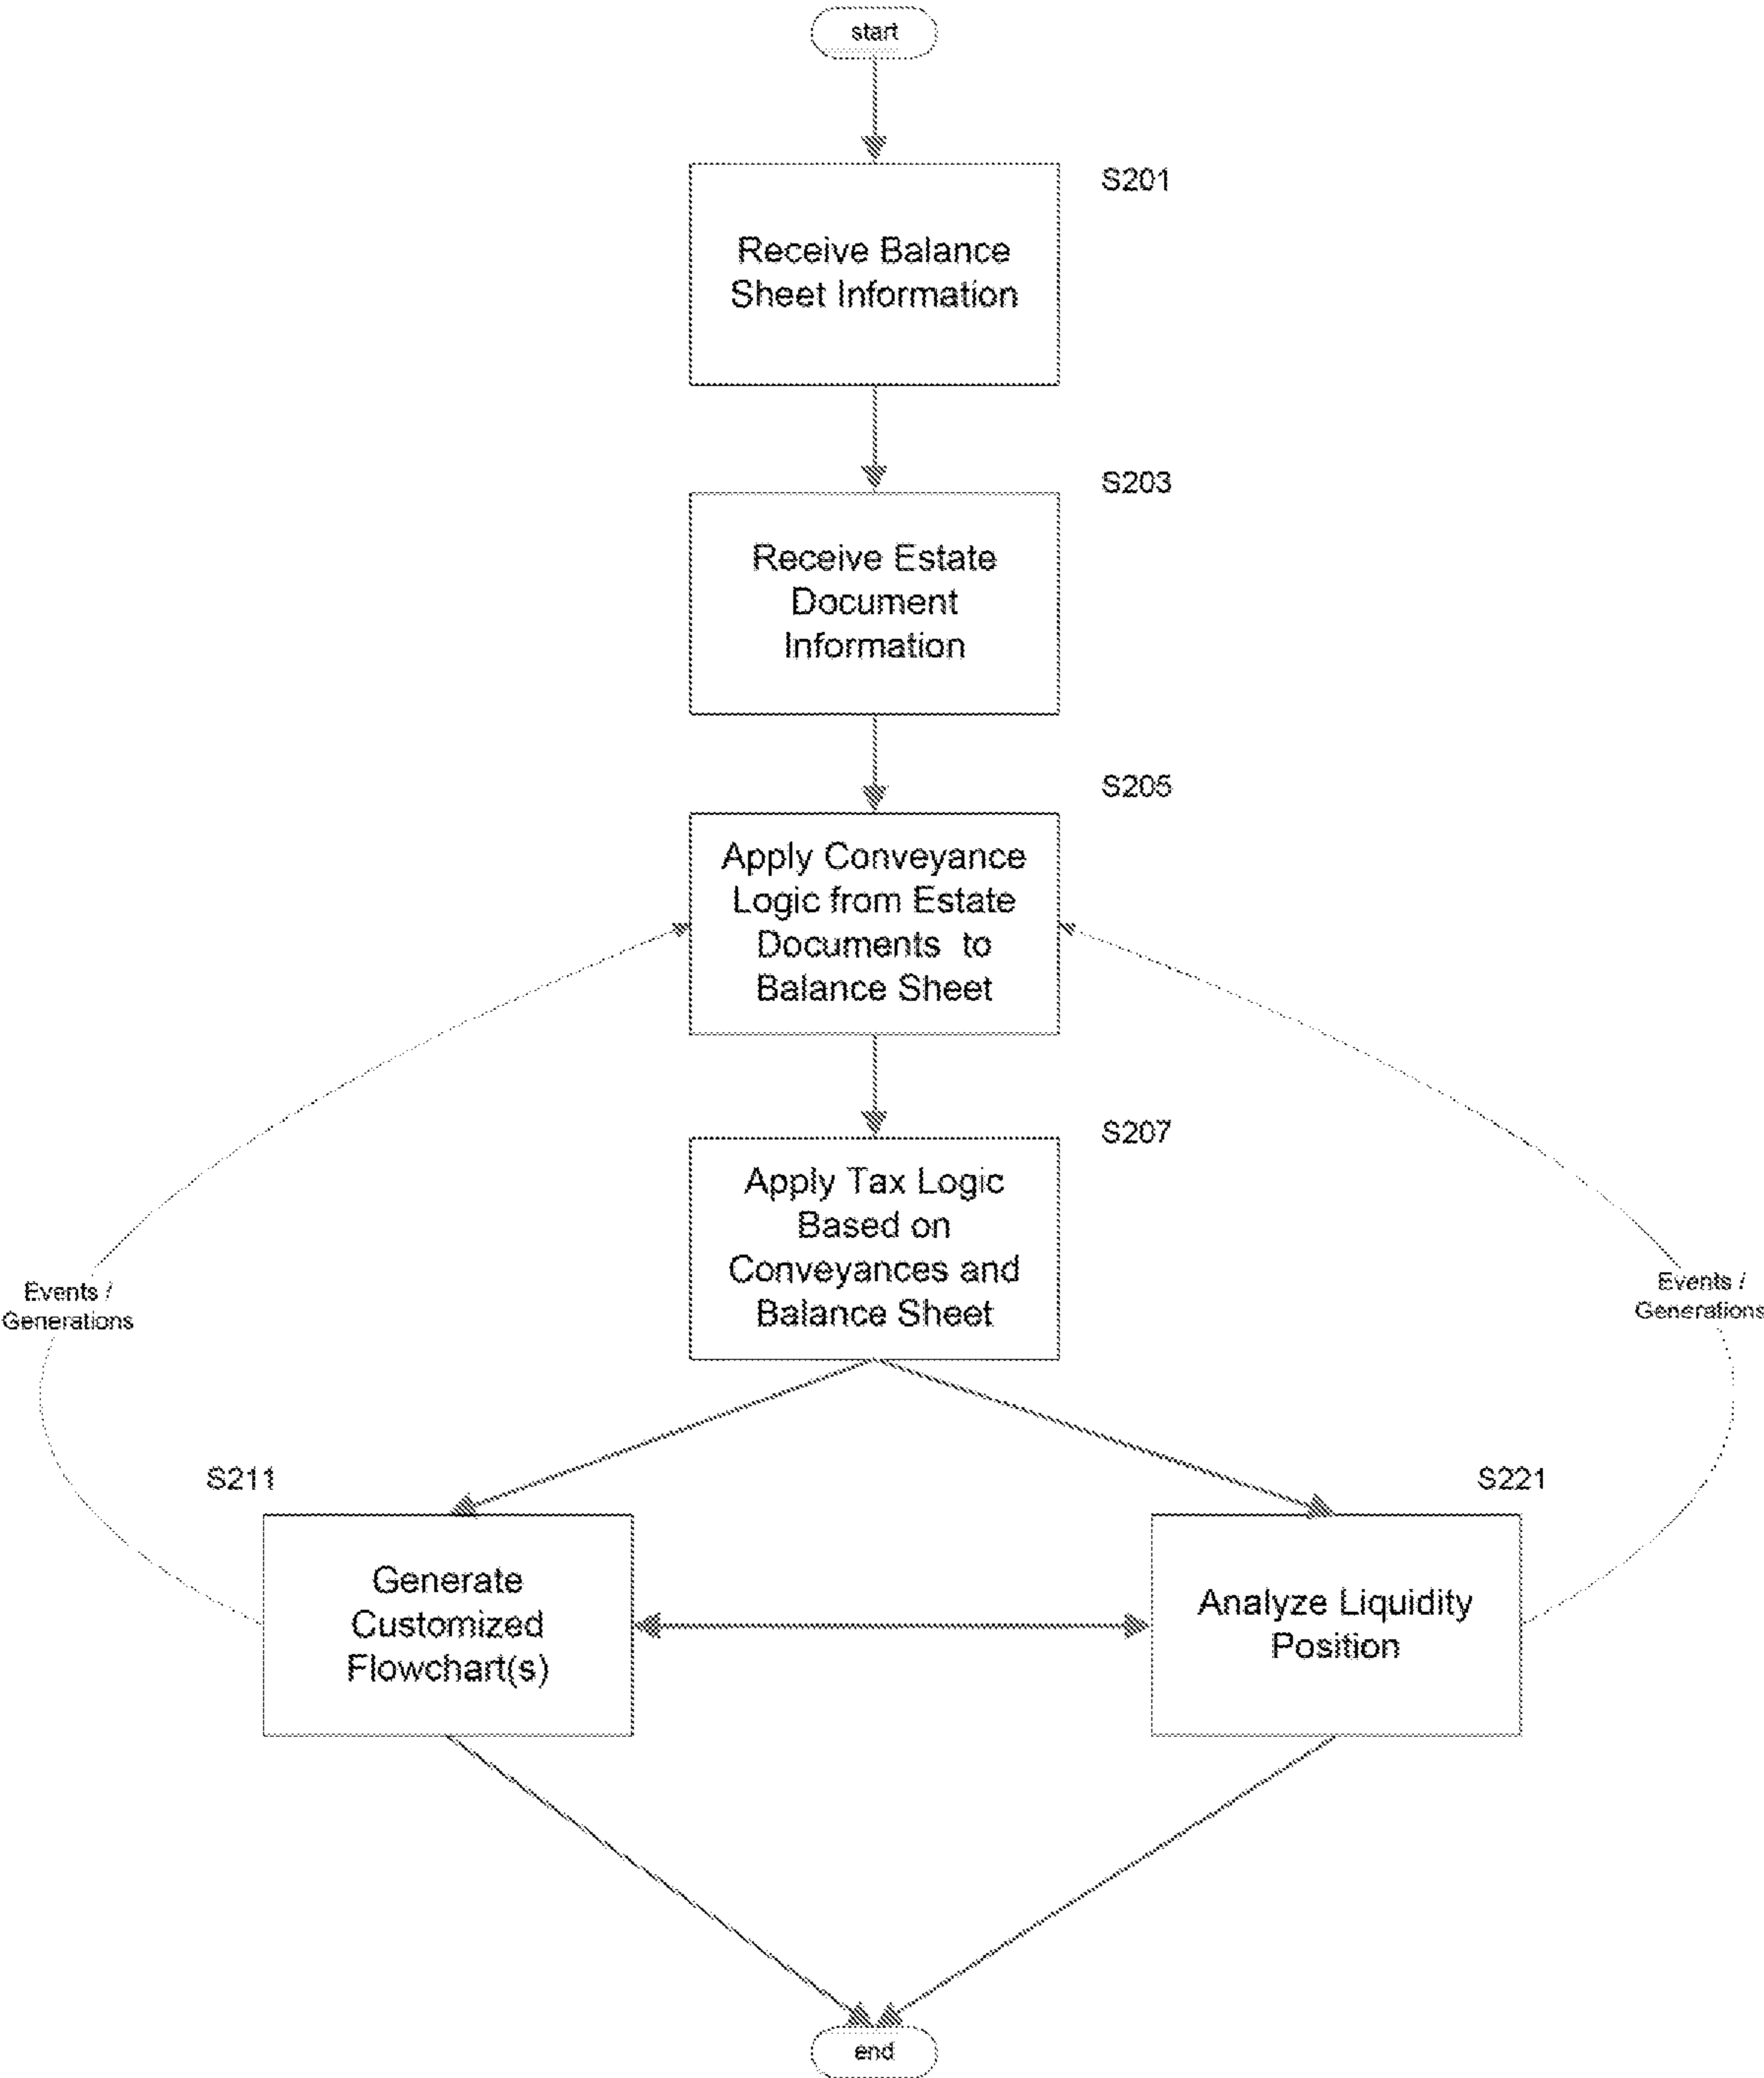 start
S201
Receive Balance
Sheet Information
S203
Receive Estate
Document
Information
S205
Apply Conveyance
Logic from Estate
Documents to
Balance Sheet
S207
Apply Tax Logic
Based on
Conveyances and
Balance Sheet
Events /
Generations
Events /
Generations
S211
S221
Generate
Customized
Flowchart(s)
Analyze Liquidity
Position
end